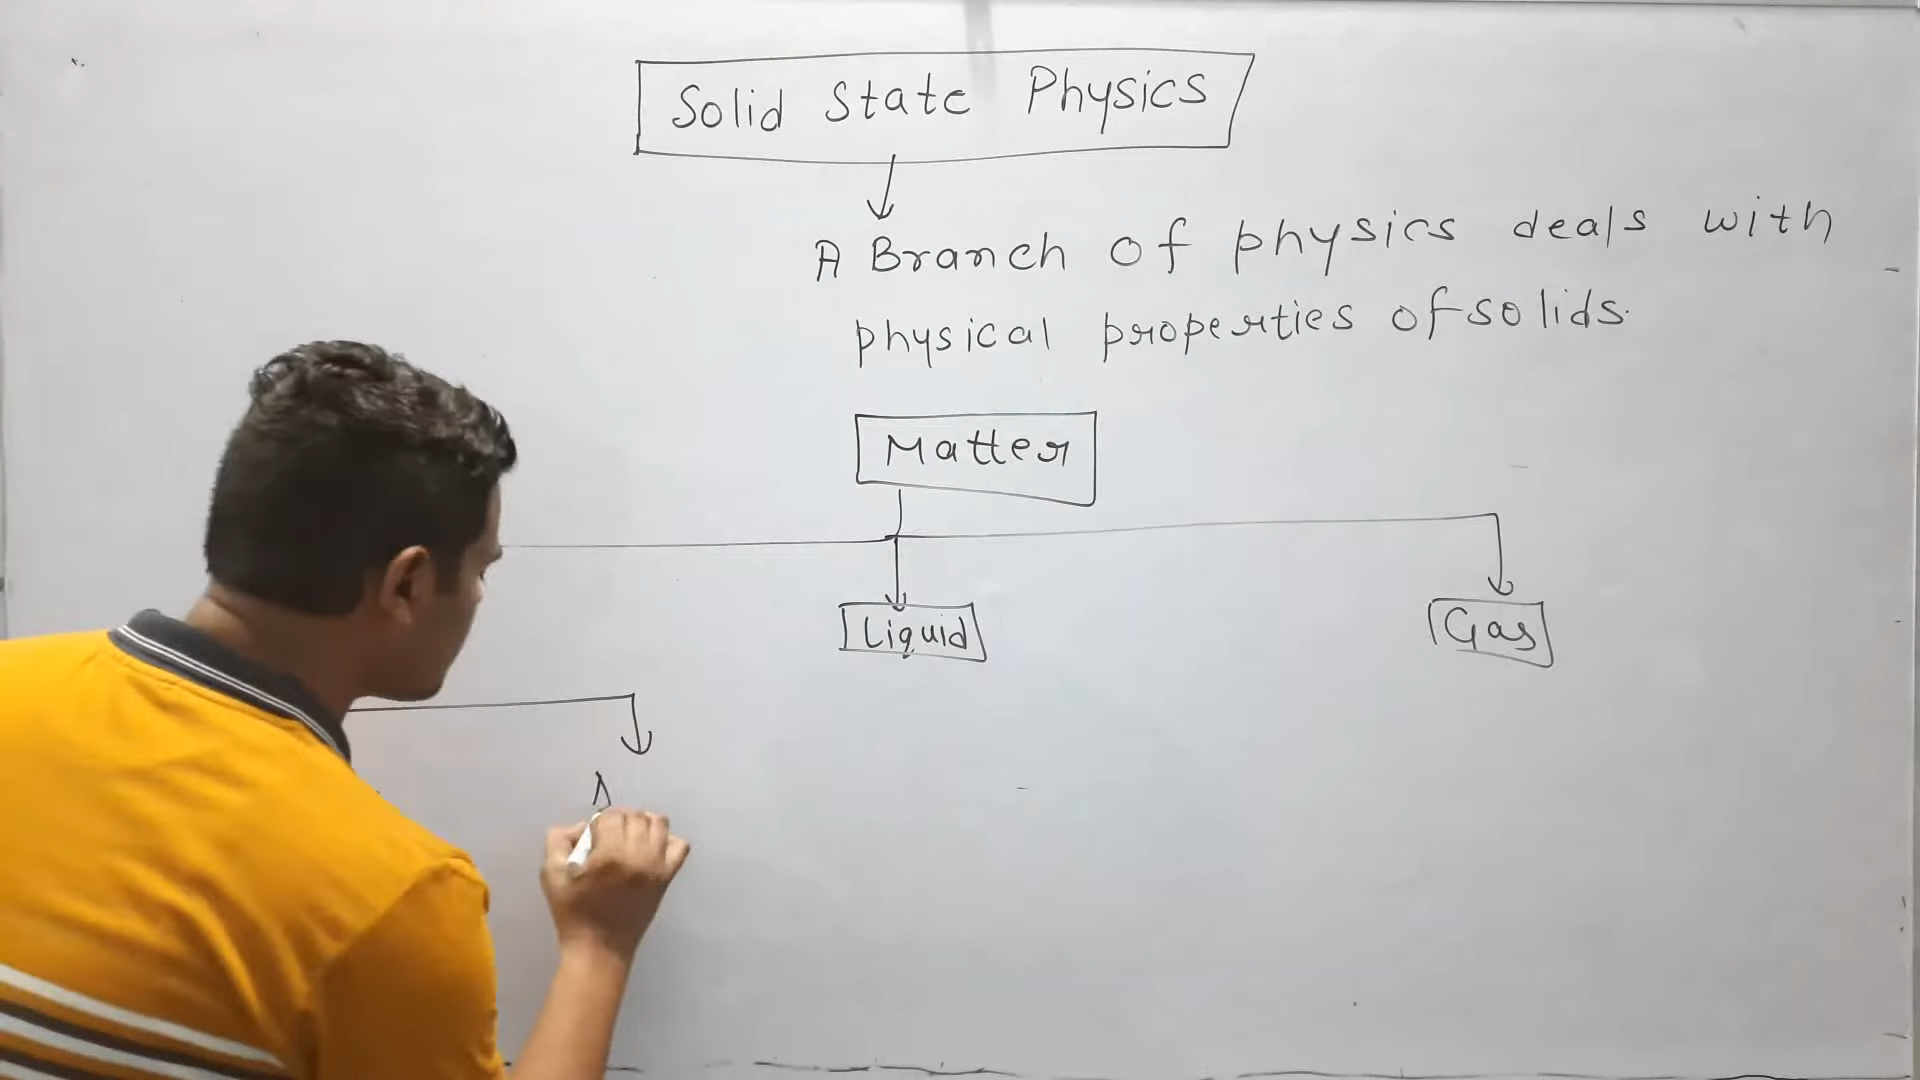 Solid State Physics
A Branch of physics deals with
physical properties of solids.
Matter
Liquid
Gas
A